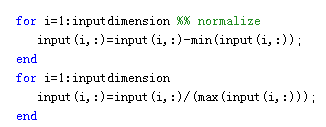 for i=1:inputdimension %% normalize
input(i,:)=input(i,:)-min(input(i,:));
end
for i=1:inputdimension
input(i,:)=input(i,:)/(max(input(i,:)));
end